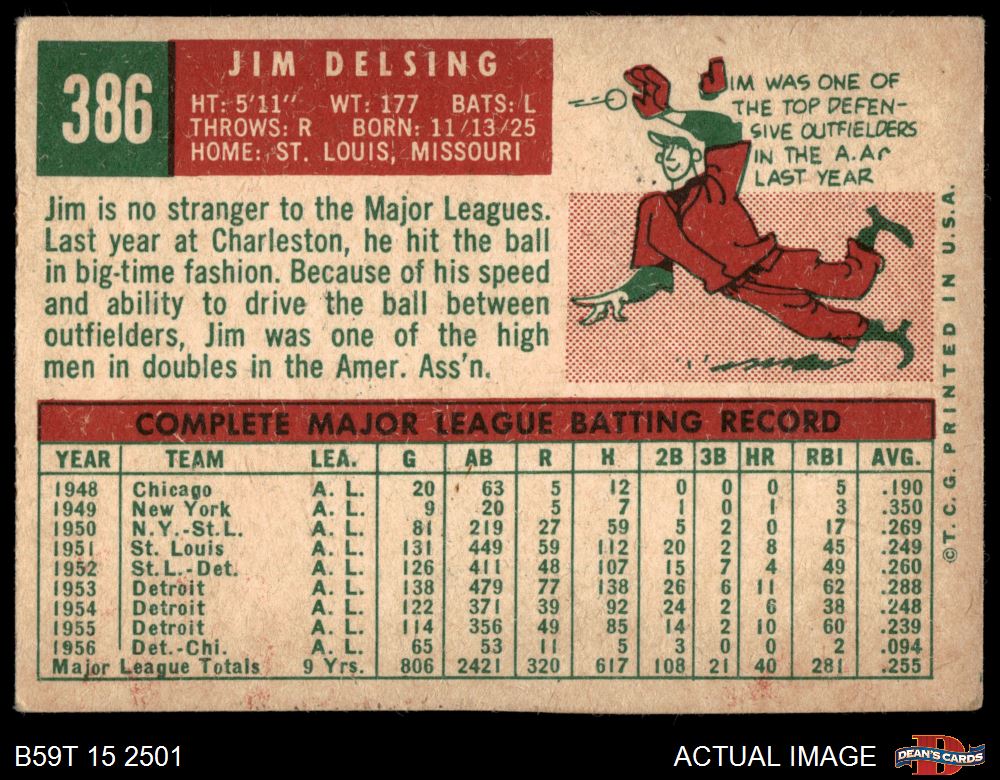 386
JIM DELSING
HT: 5'11" WT: 177 BATS: L
THROWS: R BORN: 11/13/25
HOME: ST. LOUIS, MISSOURI
JIM WAS ONE OF
THE TOP DEFEN-
SIVE OUTFIELDERS
IN THE A.A.
LAST YEAR
Jim is no stranger to the Major Leagues.
Last year at Charleston, he hit the ball
in big-time fashion. Because of his speed
and ability to drive the ball between
outfielders, Jim was one of the high
men in doubles in the Amer. Ass'n.
COMPLETE MAJOR LEAGUE BATTING RECORD
YEAR TEAM LEA. G AB R H 2B 3B HR RBI AVG.
1948 Chicago A. L. 20 63 5 12 0 0 0 5 .190
1949 New York A. L. 9 20 5 7 1 0 1 3 .350
1950 N.Y.-St.L. A. L. 81 219 27 59 5 2 0 17 .269
1951 St. Louis A. L. 131 449 59 112 20 2 8 45 .249
1952 St.L.-Det. A. L. 126 411 48 107 15 7 4 49 .260
1953 Detroit A. L. 138 479 77 138 26 6 11 62 .288
1954 Detroit A. L. 122 371 39 92 24 2 6 38 .248
1955 Detroit A. L. 114 356 49 85 14 2 10 60 .239
1956 Det.-Chi. A. L. 65 53 11 5 3 0 0 2 .094
Major League Totals 9 Yrs. 806 2421 320 617 108 21 40 281 .255
©T. C. G. PRINTED IN U.S.A.
B59T 15 2501
ACTUAL IMAGE
DEAN'S CARDS